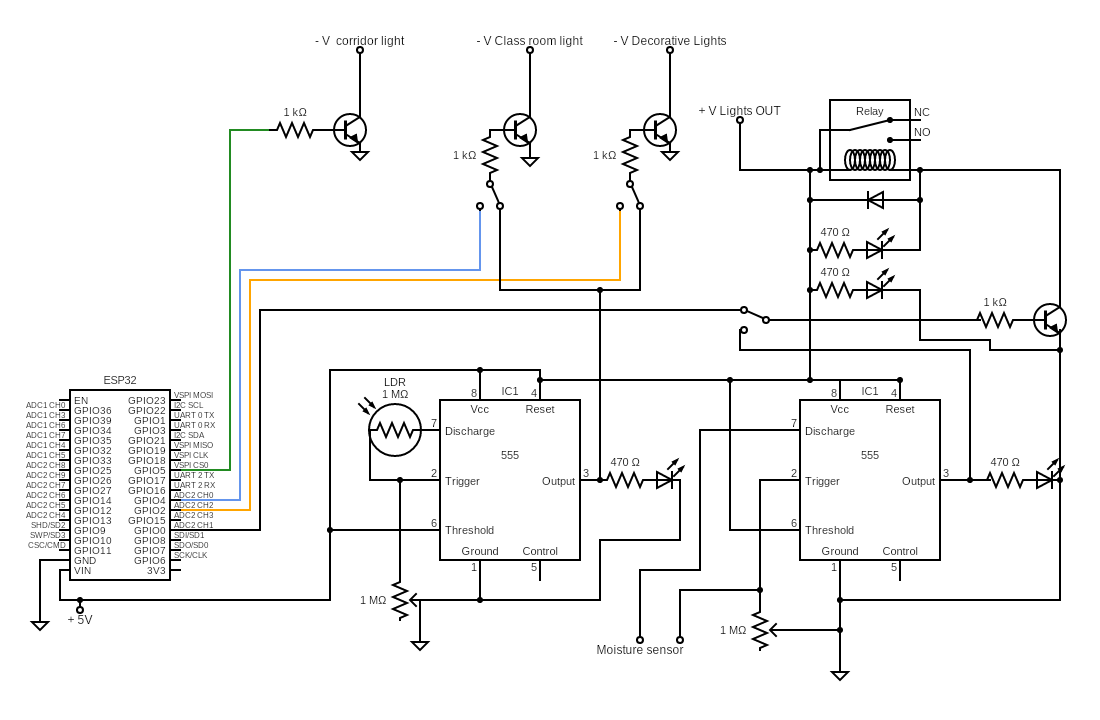 - V  corridor light
- V Class room light
- V Decorative Lights
+ V Lights OUT
Relay
NC
NO
1 kΩ
1 kΩ
1 kΩ
470 Ω
470 Ω
1 kΩ
ESP32
EN
GPIO36
GPIO39
GPIO34
GPIO35
GPIO32
GPIO33
GPIO25
GPIO26
GPIO27
GPIO14
GPIO12
GPIO13
GPIO9
GPIO10
GPIO11
GND
VIN
GPIO23
GPIO22
GPIO1
GPIO3
GPIO21
GPIO19
GPIO18
GPIO5
GPIO17
GPIO16
GPIO4
GPIO2
GPIO15
GPIO0
GPIO8
GPIO7
GPIO6
3V3
ADC1 CH0
ADC1 CH3
ADC1 CH6
ADC1 CH7
ADC1 CH4
ADC1 CH5
ADC2 CH8
ADC2 CH9
ADC2 CH7
ADC2 CH6
ADC2 CH5
ADC2 CH4
SHD/SD2
SWP/SD3
CSC/CMD
VSPI MOSI
I2C SCL
UART 0 TX
UART 0 RX
I2C SDA
VSPI MISO
VSPI CLK
VSPI CS0
UART 2 TX
UART 2 RX
ADC2 CH0
ADC2 CH2
ADC2 CH3
ADC2 CH1
SDI/SD1
SDO/SD0
SCK/CLK
+ 5V
LDR
1 MΩ
8
IC1
4
Vcc
Reset
7
Discharge
555
2
Trigger
Output
3
470 Ω
6
Threshold
Ground
Control
1
5
1 MΩ
Moisture sensor
8
IC1
4
Vcc
Reset
7
Discharge
555
2
Trigger
Output
3
470 Ω
6
Threshold
Ground
Control
1
5
1 MΩ